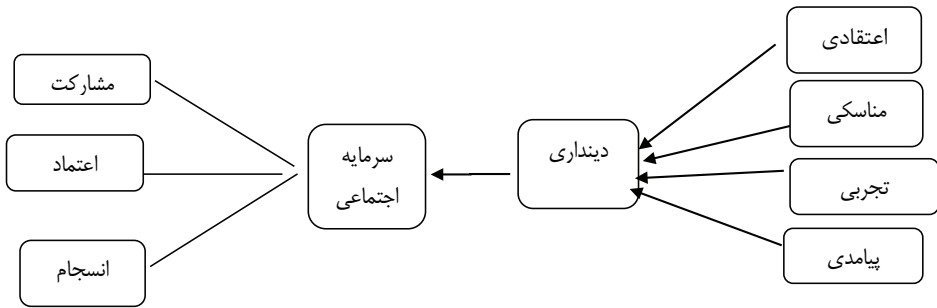 اعتقادی
مناسکی
تجربی
پیامدی
دینداری
سرمایه
اجتماعی
مشارکت
اعتماد
انسجام